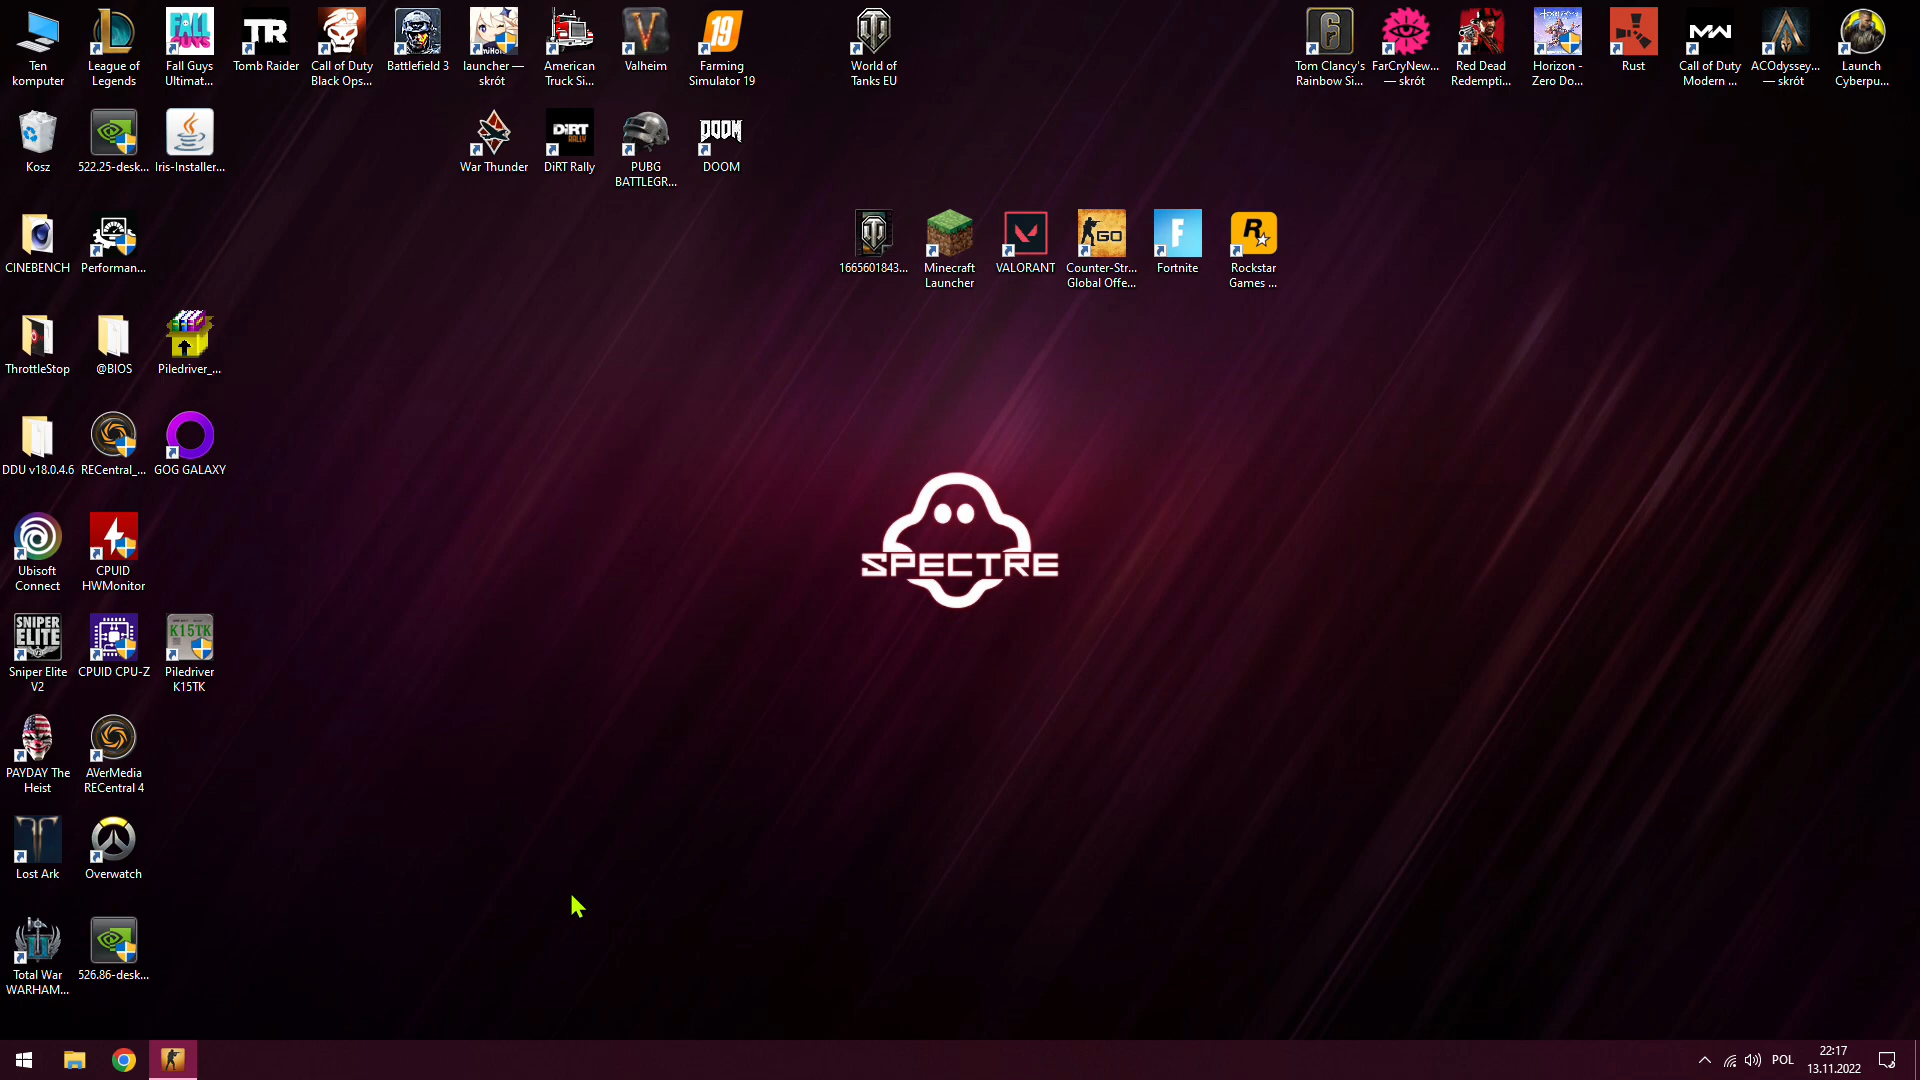 Ten
komputer
League of
Legends
Fall Guys
Ultimat...
Tomb Raider
Call of Duty
Black Ops...
Battlefield 3
launcher —
skrót
American
Truck Si...
Valheim
Farming
Simulator 19
World of
Tanks EU
Tom Clancy's
Rainbow Si...
FarCryNew...
— skrót
Red Dead
Redempti...
Horizon -
Zero Do...
Rust
Call of Duty
Modern ...
ACOdyssey...
— skrót
Launch
Cyberpu...
Kosz
522.25-desk...
Iris-Installer...
War Thunder
DiRT Rally
PUBG
BATTLEGR...
DOOM
CINEBENCH
Performan...
1665601843...
Minecraft
Launcher
VALORANT
Counter-Str...
Global Offe...
Fortnite
Rockstar
Games ...
ThrottleStop
@BIOS
Piledriver_...
DDU v18.0.4.6
RECentral_...
GOG GALAXY
SPECTRE
Ubisoft
Connect
CPUID
HWMonitor
Sniper Elite
V2
CPUID CPU-Z
Piledriver
K15TK
PAYDAY The
Heist
AVerMedia
RECentral 4
Lost Ark
Overwatch
Total War
WARHAM...
526.86-desk...
POL
22:17
13.11.2022